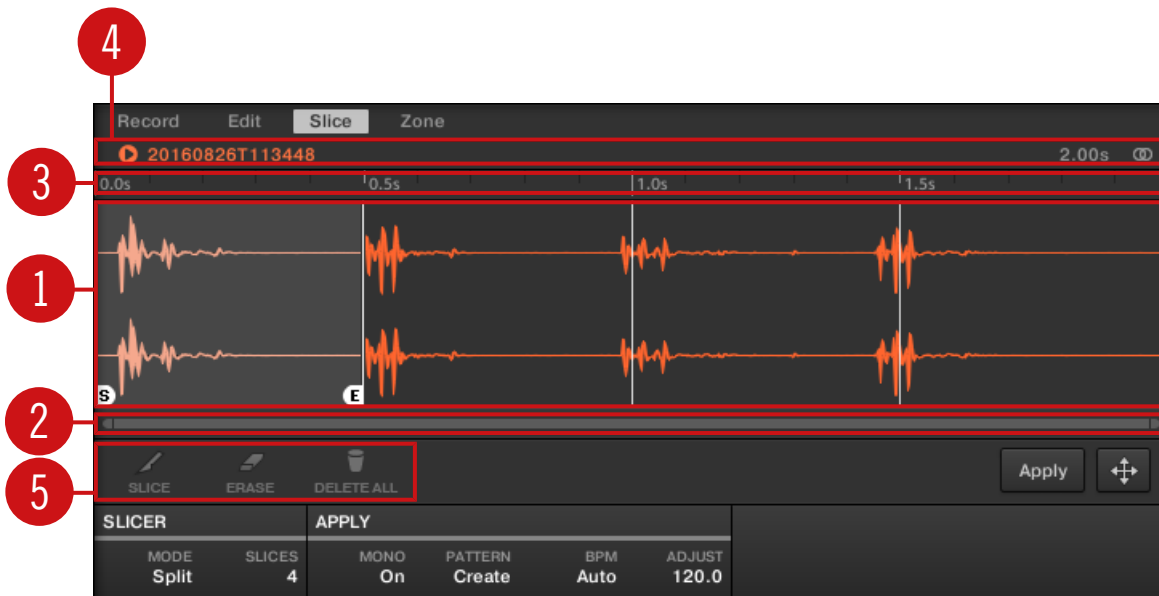 4
Record Edit Slice Zone
20160826T113448 2.00s
3
0.0s 0.5s 1.0s 1.5s
1
S E
2
5
SLICE ERASE DELETE ALL Apply
SLICER APPLY
MODE SLICES MONO PATTERN BPM ADJUST
Split 4 On Create Auto 120.0